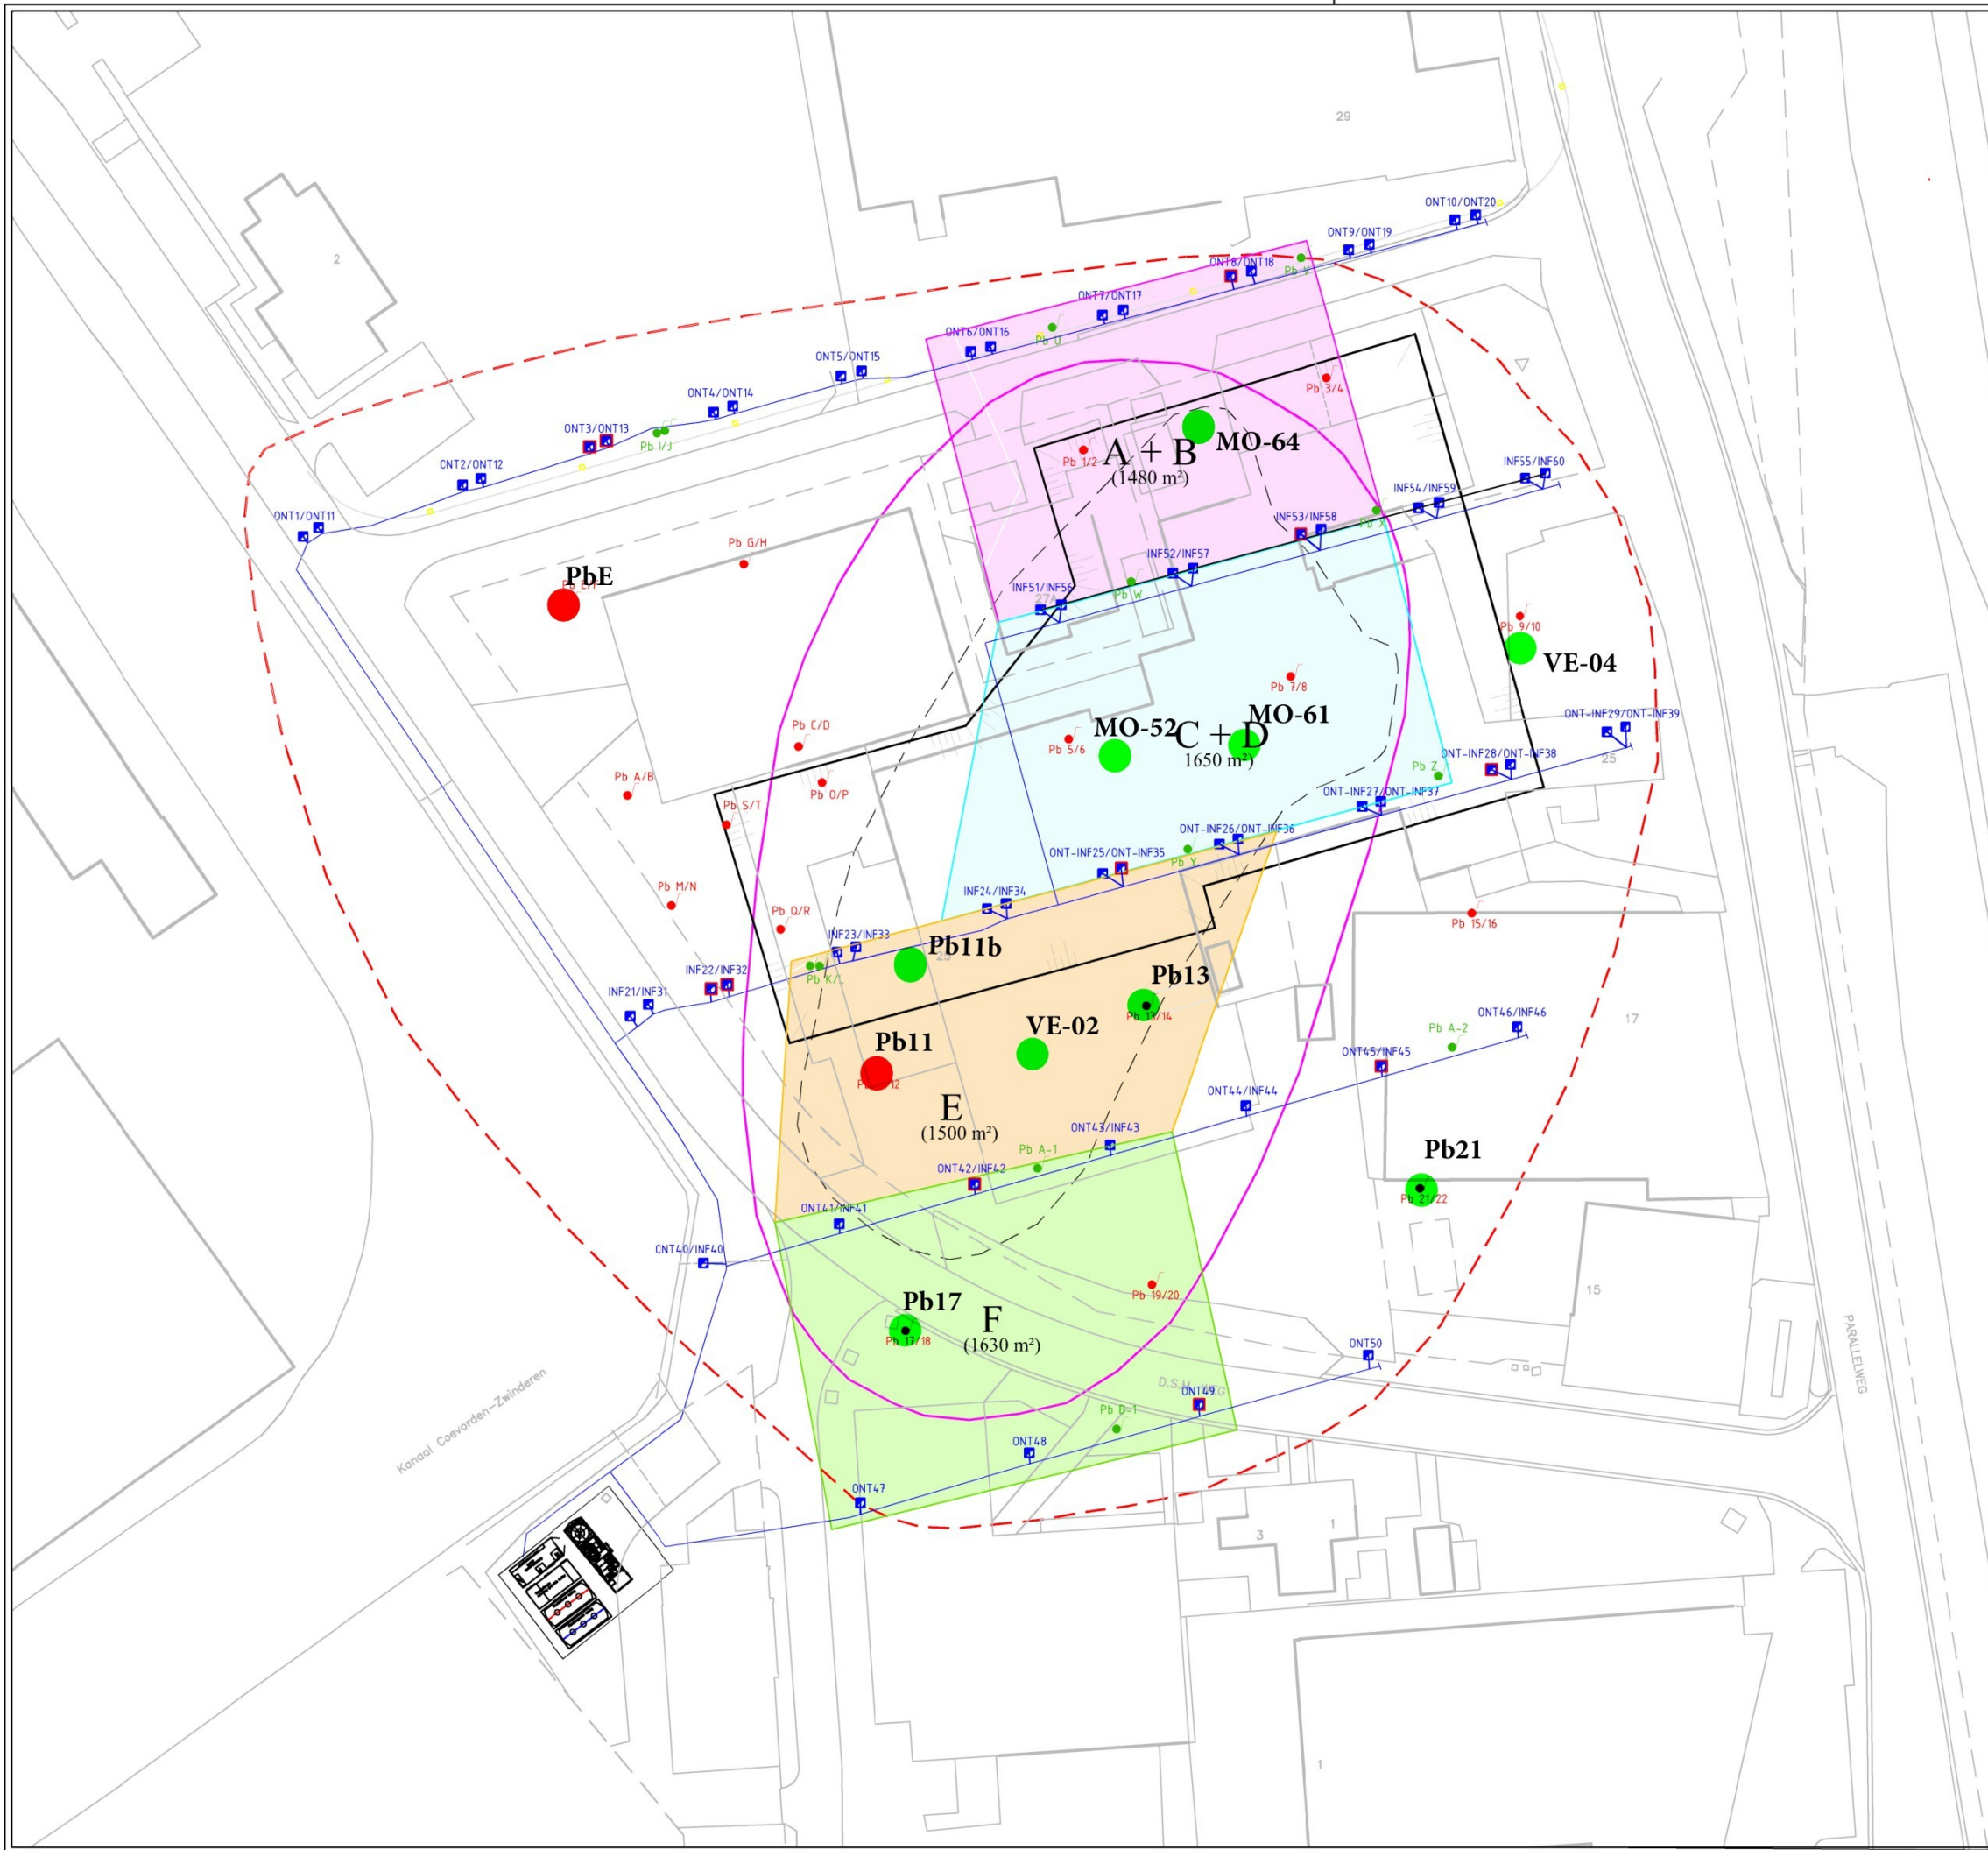 29
ONT10/ONT20
ONT9/ONT19
2
ONT8/ONT18
Pb V
ONT7/ONT17
ONT6/ONT16
Pb U
ONT5/ONT15
Pb 3/4
ONT4/ONT14
ONT3/ONT13
Pb I/J
MO-64
A + B
(1480 m²)
Pb 1/2
CNT2/ONT12
INF55/INF60
INF54/INF59
ONT1/ONT11
INF53/INF58
Pb X
Pb G/H
INF52/INF57
PbE
INF51/INF56
Pb W
27A
Pb 9/10
VE-04
Pb 7/8
ONT-INF29/ONT-INF39
MO-61
MO-52
C + D
Pb C/D
Pb 5/6
1650 m²)
ONT-INF28/ONT-INF38
25
Pb Z
Pb A/B
Pb O/P
ONT-INF27/ONT-INF37
Pb S/T
ONT-INF26/ONT-INF36
ONT-INF25/ONT-INF35
Pb Y
Pb M/N
INF24/INF34
Pb Q/R
Pb 15/16
INF23/INF33
Pb11b
23
INF22/INF32
Pb K/L
Pb13
INF21/INF31
ONT46/INF46
Pb 13/14
17
VE-02
Pb A-2
Pb11
ONT45/INF45
ONT44/INF44
E
(1500 m²)
ONT43/INF43
Pb A-1
Pb21
ONT42/INF42
Pb 21/22
ONT41/INF41
CNT40/INF40
Pb 19/20
15
Pb17
F
Pb 17/18
(1630 m²)
ONT50
PARALLELWEG
ONT49
Pb B-1
Kanaal Coevorden-Zwinderen
ONT48
ONT47
3
1
1